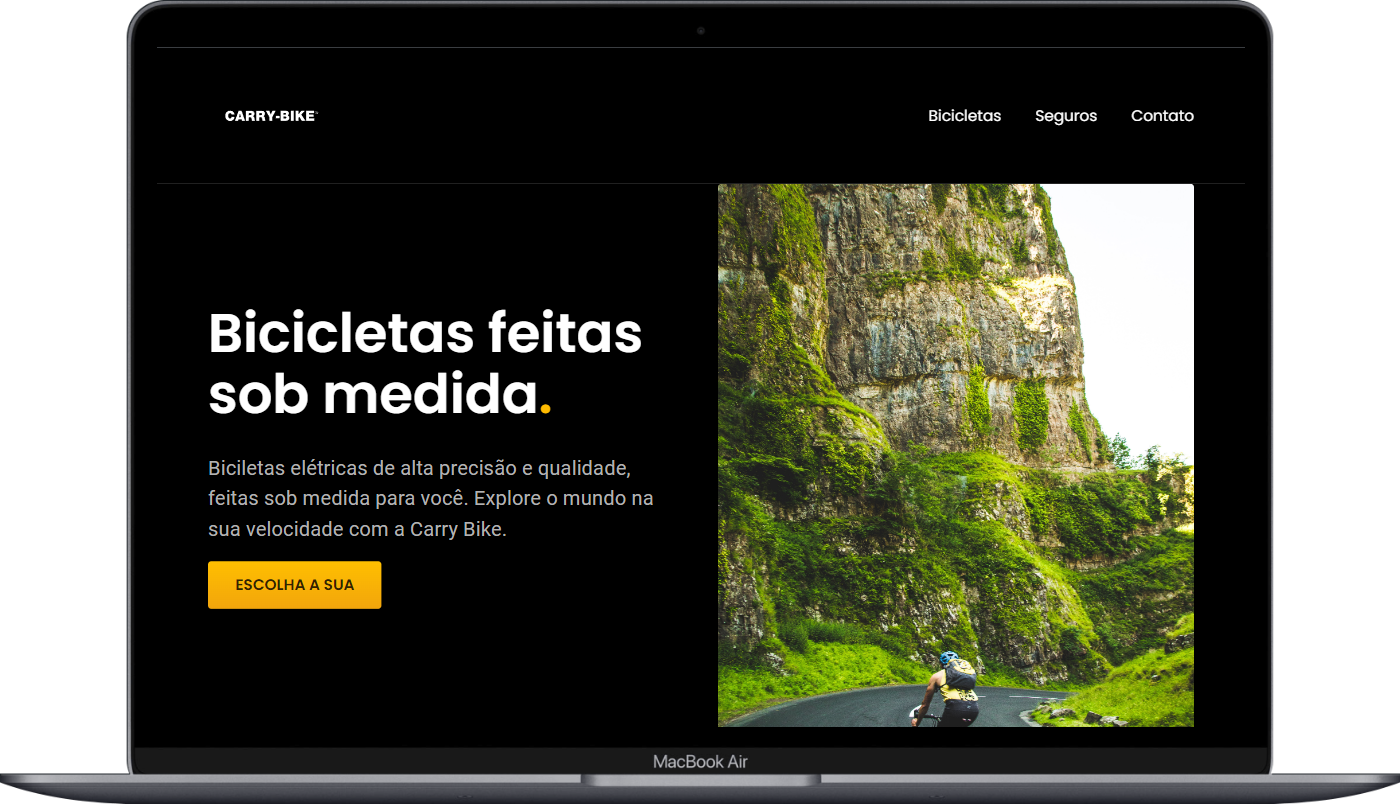 CARRY-BIKE
Bicicletas Seguros Contato
Bicicletas feitas
sob medida.
Biciletas elétricas de alta precisão e qualidade,
feitas sob medida para você. Explore o mundo na
sua velocidade com a Carry Bike.
ESCOLHA A SUA
MacBook Air